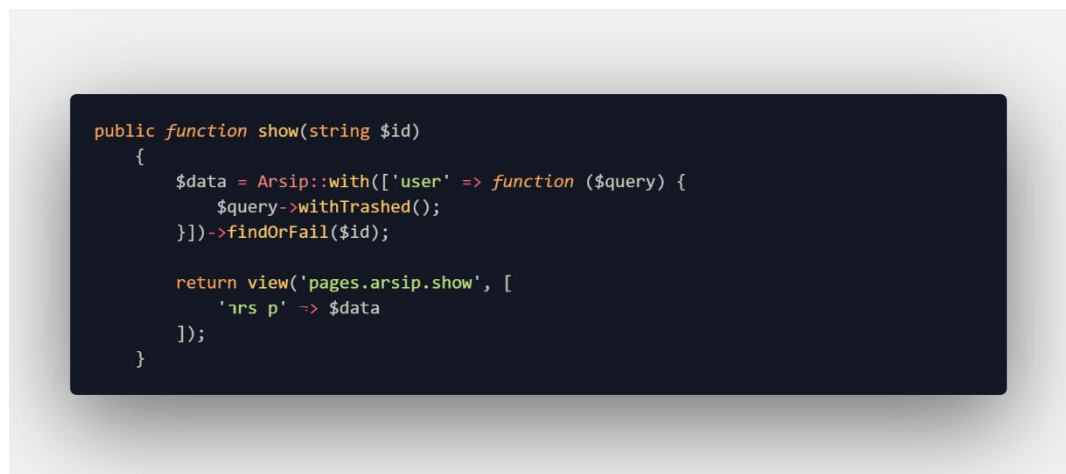 public function show(string $id)
{
$data = Arsip::with(['user' => function ($query) {
$query->withTrashed();
}])->findOrFail($id);
return view('pages.arsip.show', [
=> $data
]);
}